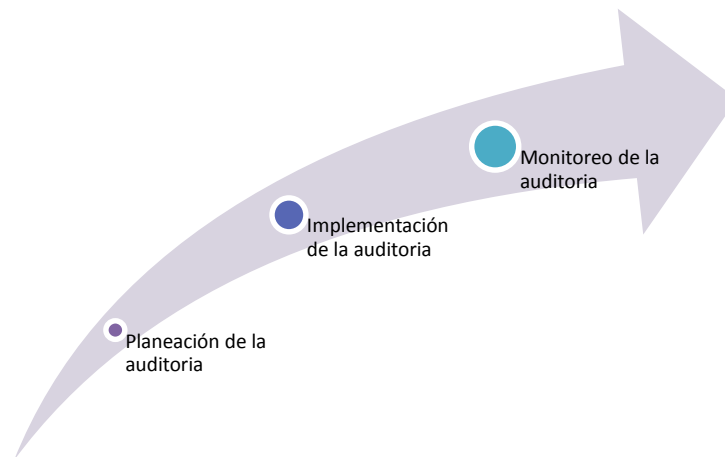 Monitoreo de la
auditoria
Implementación
de la auditoria
Planeación de la
auditoria